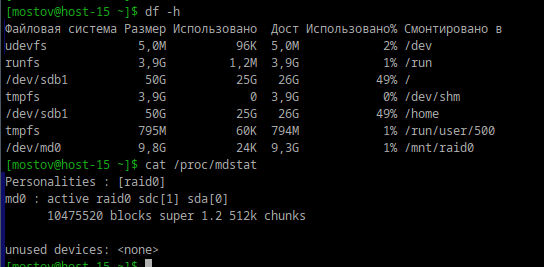 [mostov@host-15 ~]$ df -h
Файловая система Размер Использовано Дост Использовано% Смонтировано в
udevfs 5,0M 96K 5,0M 2% /dev
runfs 3,9G 1,2M 3,9G 1% /run
/dev/sdb1 50G 25G 26G 49% /
tmpfs 3,9G 0 3,9G 0% /dev/shm
/dev/sdb1 50G 25G 26G 49% /home
tmpfs 795M 60K 794M 1% /run/user/500
/dev/md0 9,8G 24K 9,3G 1% /mnt/raid0
[mostov@host-15 ~]$ cat /proc/mdstat
Personalities : [raid0]
md0 : active raid0 sdc[1] sda[0]
10475520 blocks super 1.2 512k chunks
unused devices: <none>
[mostov@host-15 ~]$